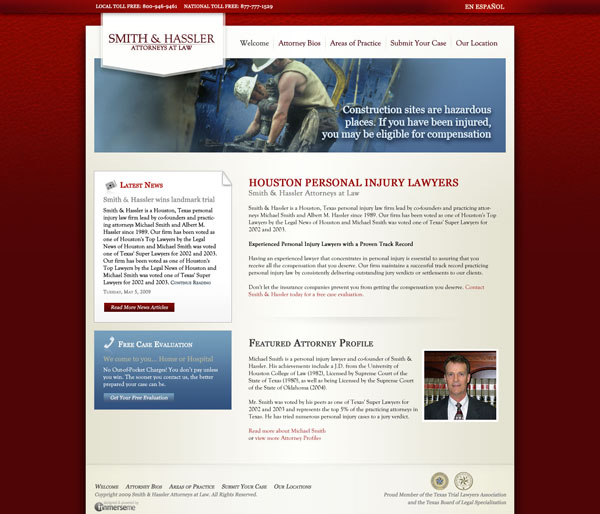 LOCAL TOLL FREE: 800-946-9461 NATIONAL TOLL FREE: 877-777-1529
EN ESPAÑOL
SMITH & HASSLER
ATTORNEYS AT LAW
Welcome Attorney Bios Areas of Practice Submit Your Case Our Location
Construction sites are hazardous
places. If you have been injured,
you may be eligible for compensation
LATEST NEWS
Smith & Hassler wins landmark trial
Smith & Hassler is a Houston, Texas personal
injury law firm lead by co-founders and practic-
ing attorneys Michael Smith and Albert M.
Hassler since 1989. Our firm has been voted as
one of Houston's Top Lawyers by the Legal
News of Houston and Michael Smith was voted
one of Texas' Super Lawyers for 2002 and 2003.
Our firm has been voted as one of Houston's
Top Lawyers by the Legal News of Houston and
Michael Smith was voted one of Texas' Super
Lawyers for 2002 and 2003. CONTINUE READING
TUESDAY, MAY 5, 2009
Read More News Articles
FREE CASE EVALUATION
We come to you... Home or Hospital
No Out-of-Pocket Charges! You don't pay unless
you win. The sooner you contact us, the better
prepared your case can be.
Get Your Free Evaluation
HOUSTON PERSONAL INJURY LAWYERS
Smith & Hassler Attorneys at Law
Smith & Hassler is a Houston, Texas personal injury law firm lead by co-founders and practicing attor-
neys Michael Smith and Albert M. Hassler since 1989. Our firm has been voted as one of Houston's Top
Lawyers by the Legal News of Houston and Michael Smith was voted one of Texas' Super Lawyers for
2002 and 2003.
Experienced Personal Injury Lawyers with a Proven Track Record
Having an experienced lawyer that concentrates in personal injury is essential to assuring that you
receive all the compensation that you deserve. Our firm maintains a successful track record practicing
personal injury law by consistently delivering outstanding jury verdicts or settlements to our clients.
Don't let the insurance companies prevent you from getting the compensation you deserve. Contact
Smith & Hassler today for a free case evaluation.
FEATURED ATTORNEY PROFILE
Michael Smith is a personal injury lawyer and co-founder of Smith &
Hassler. His achievements include a J.D. from the University of
Houston College of Law (1982), Licensed by Supreme Court of the
State of Texas (1980), as well as being Licensed by the Supreme Court
of the State of Oklahoma (2004).
Mr. Smith was voted by his peers as one of Texas' Super Lawyers for
2002 and 2003 and represents the top 5% of the practicing attorneys in
Texas. He has tried numerous personal injury cases to a jury verdict.
Read more about Michael Smith
or view more Attorney Profiles
WELCOME ATTORNEY BIOS AREAS OF PRACTICE SUBMIT YOUR CASE OUR LOCATIONS
Copyright 2009 Smith & Hassler Attorneys at Law. All Rights Reserved.
designed & powered by
immerseme
Proud Member of the Texas Trial Lawyers Association
and the Texas Board of Legal Specialization